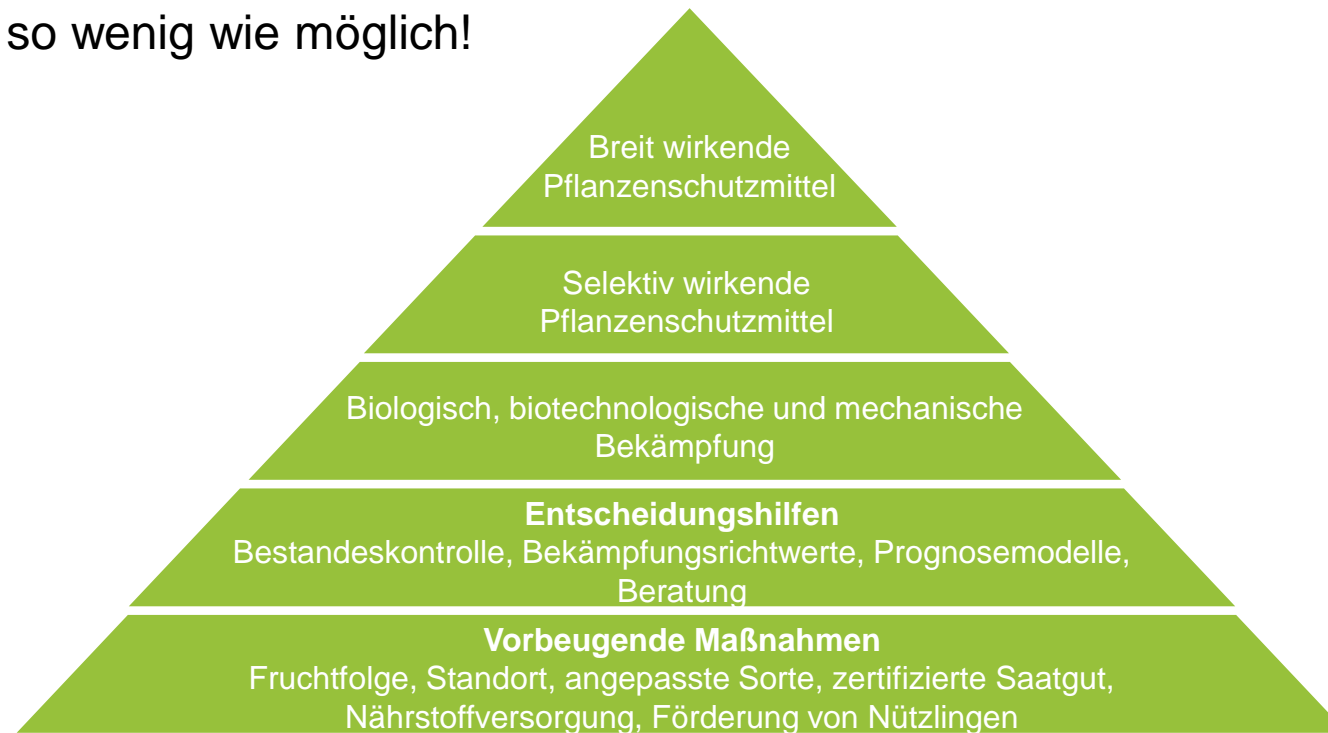 so wenig wie möglich!
Breit wirkende
Pflanzenschutzmittel
Selektiv wirkende
Pflanzenschutzmittel
Biologisch, biotechnologische und mechanische
Bekämpfung
Entscheidungshilfen
Bestandeskontrolle, Bekämpfungsrichtwerte, Prognosemodelle,
Beratung
Vorbeugende Maßnahmen
Fruchtfolge, Standort, angepasste Sorte, zertifizierte Saatgut,
Nährstoffversorgung, Förderung von Nützlingen